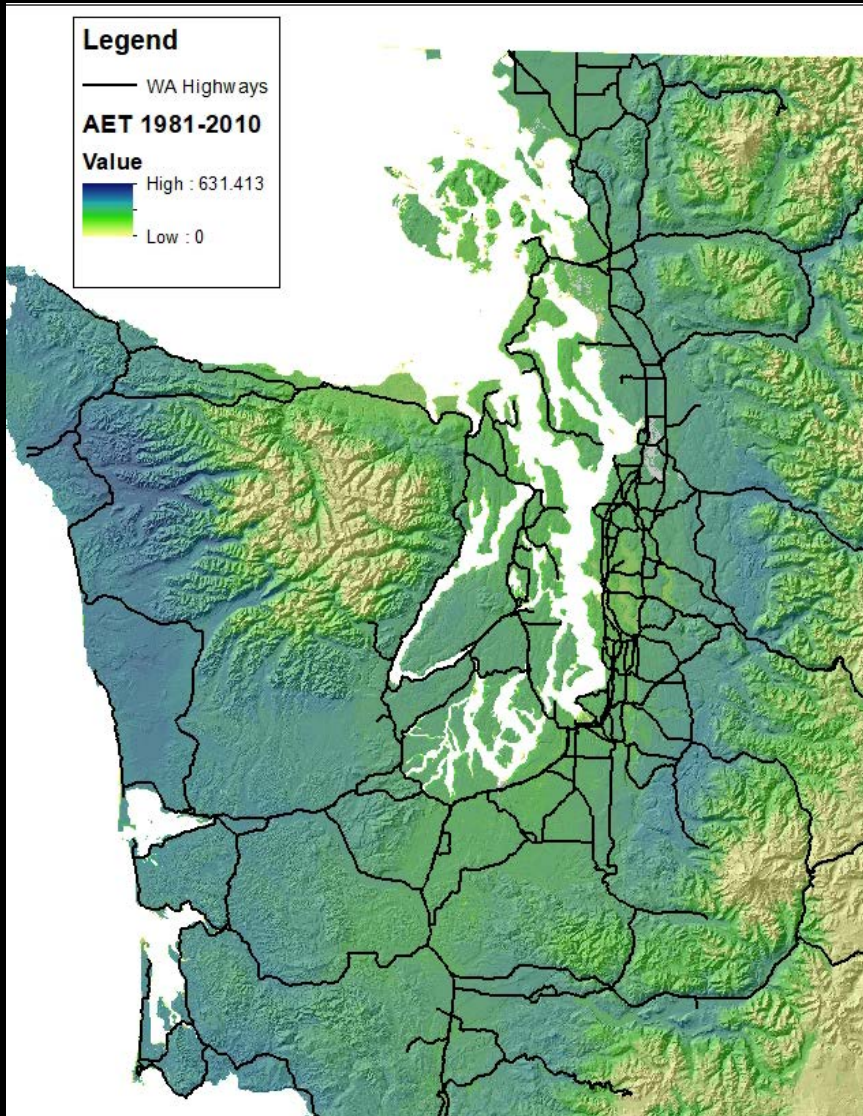 Legend
WA Highways
AET 1981-2010
Value
High : 631.413
Low : 0